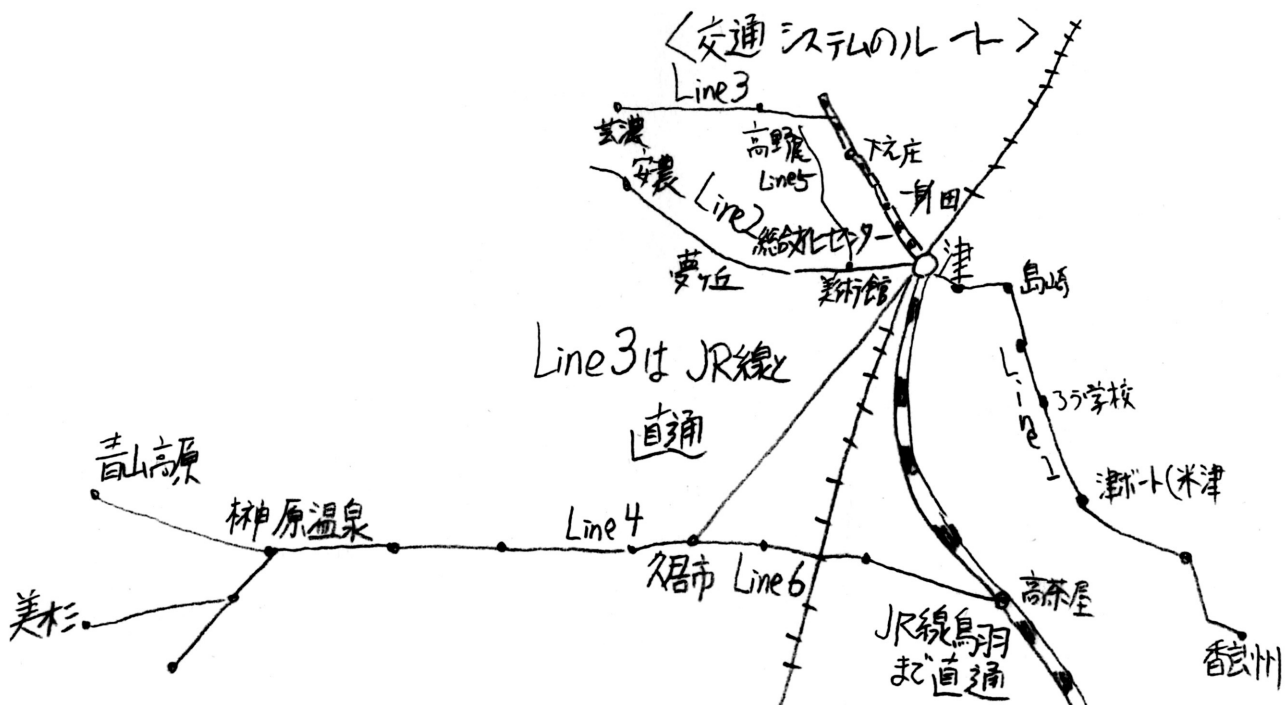 <交通システムのルート>
Line3
芸濃
高野尾
Line5
下庄
一身田
安農
Line2
総合文化センター
津
夢が丘
美術館
島崎
Line3はJR線と
直通
Line1
ろう学校
津ボート(米津
青山高原
榊原温泉
Line4
久居市
Line6
高茶屋
美杉
JR線鳥羽
まで直通
香良洲